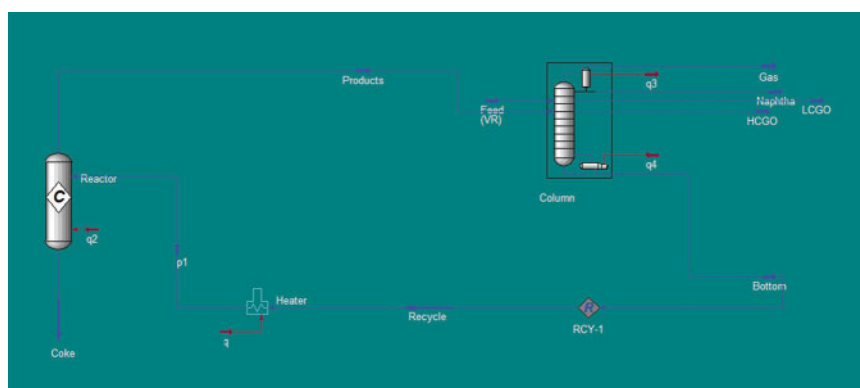 Products
Gas
q3
Naphtha
LCGO
Feed
(VR)
HCGO
q4
Reactor
C
Column
q2
p1
Bottom
Heater
R
Recycle
RCY-1
q
Coke